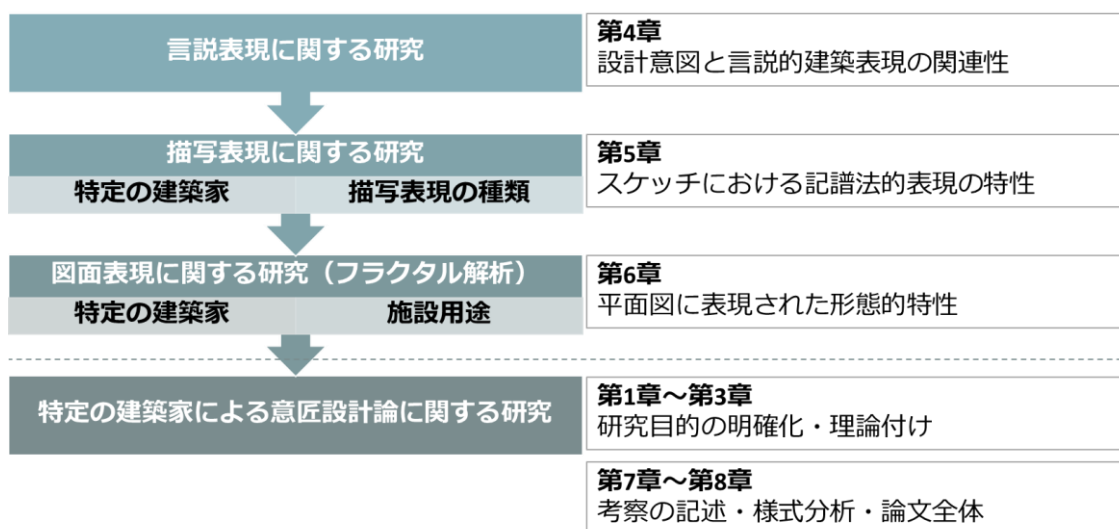 言説表現に関する研究
第4章
設計意図と言説的建築表現の関連性
描写表現に関する研究
特定の建築家
描写表現の種類
第5章
スケッチにおける記譜法的表現の特性
図面表現に関する研究（フラクタル解析）
特定の建築家
施設用途
第6章
平面図に表現された形態的特性
特定の建築家による意匠設計論に関する研究
第1章～第3章
研究目的の明確化・理論付け
第7章～第8章
考察の記述・様式分析・論文全体